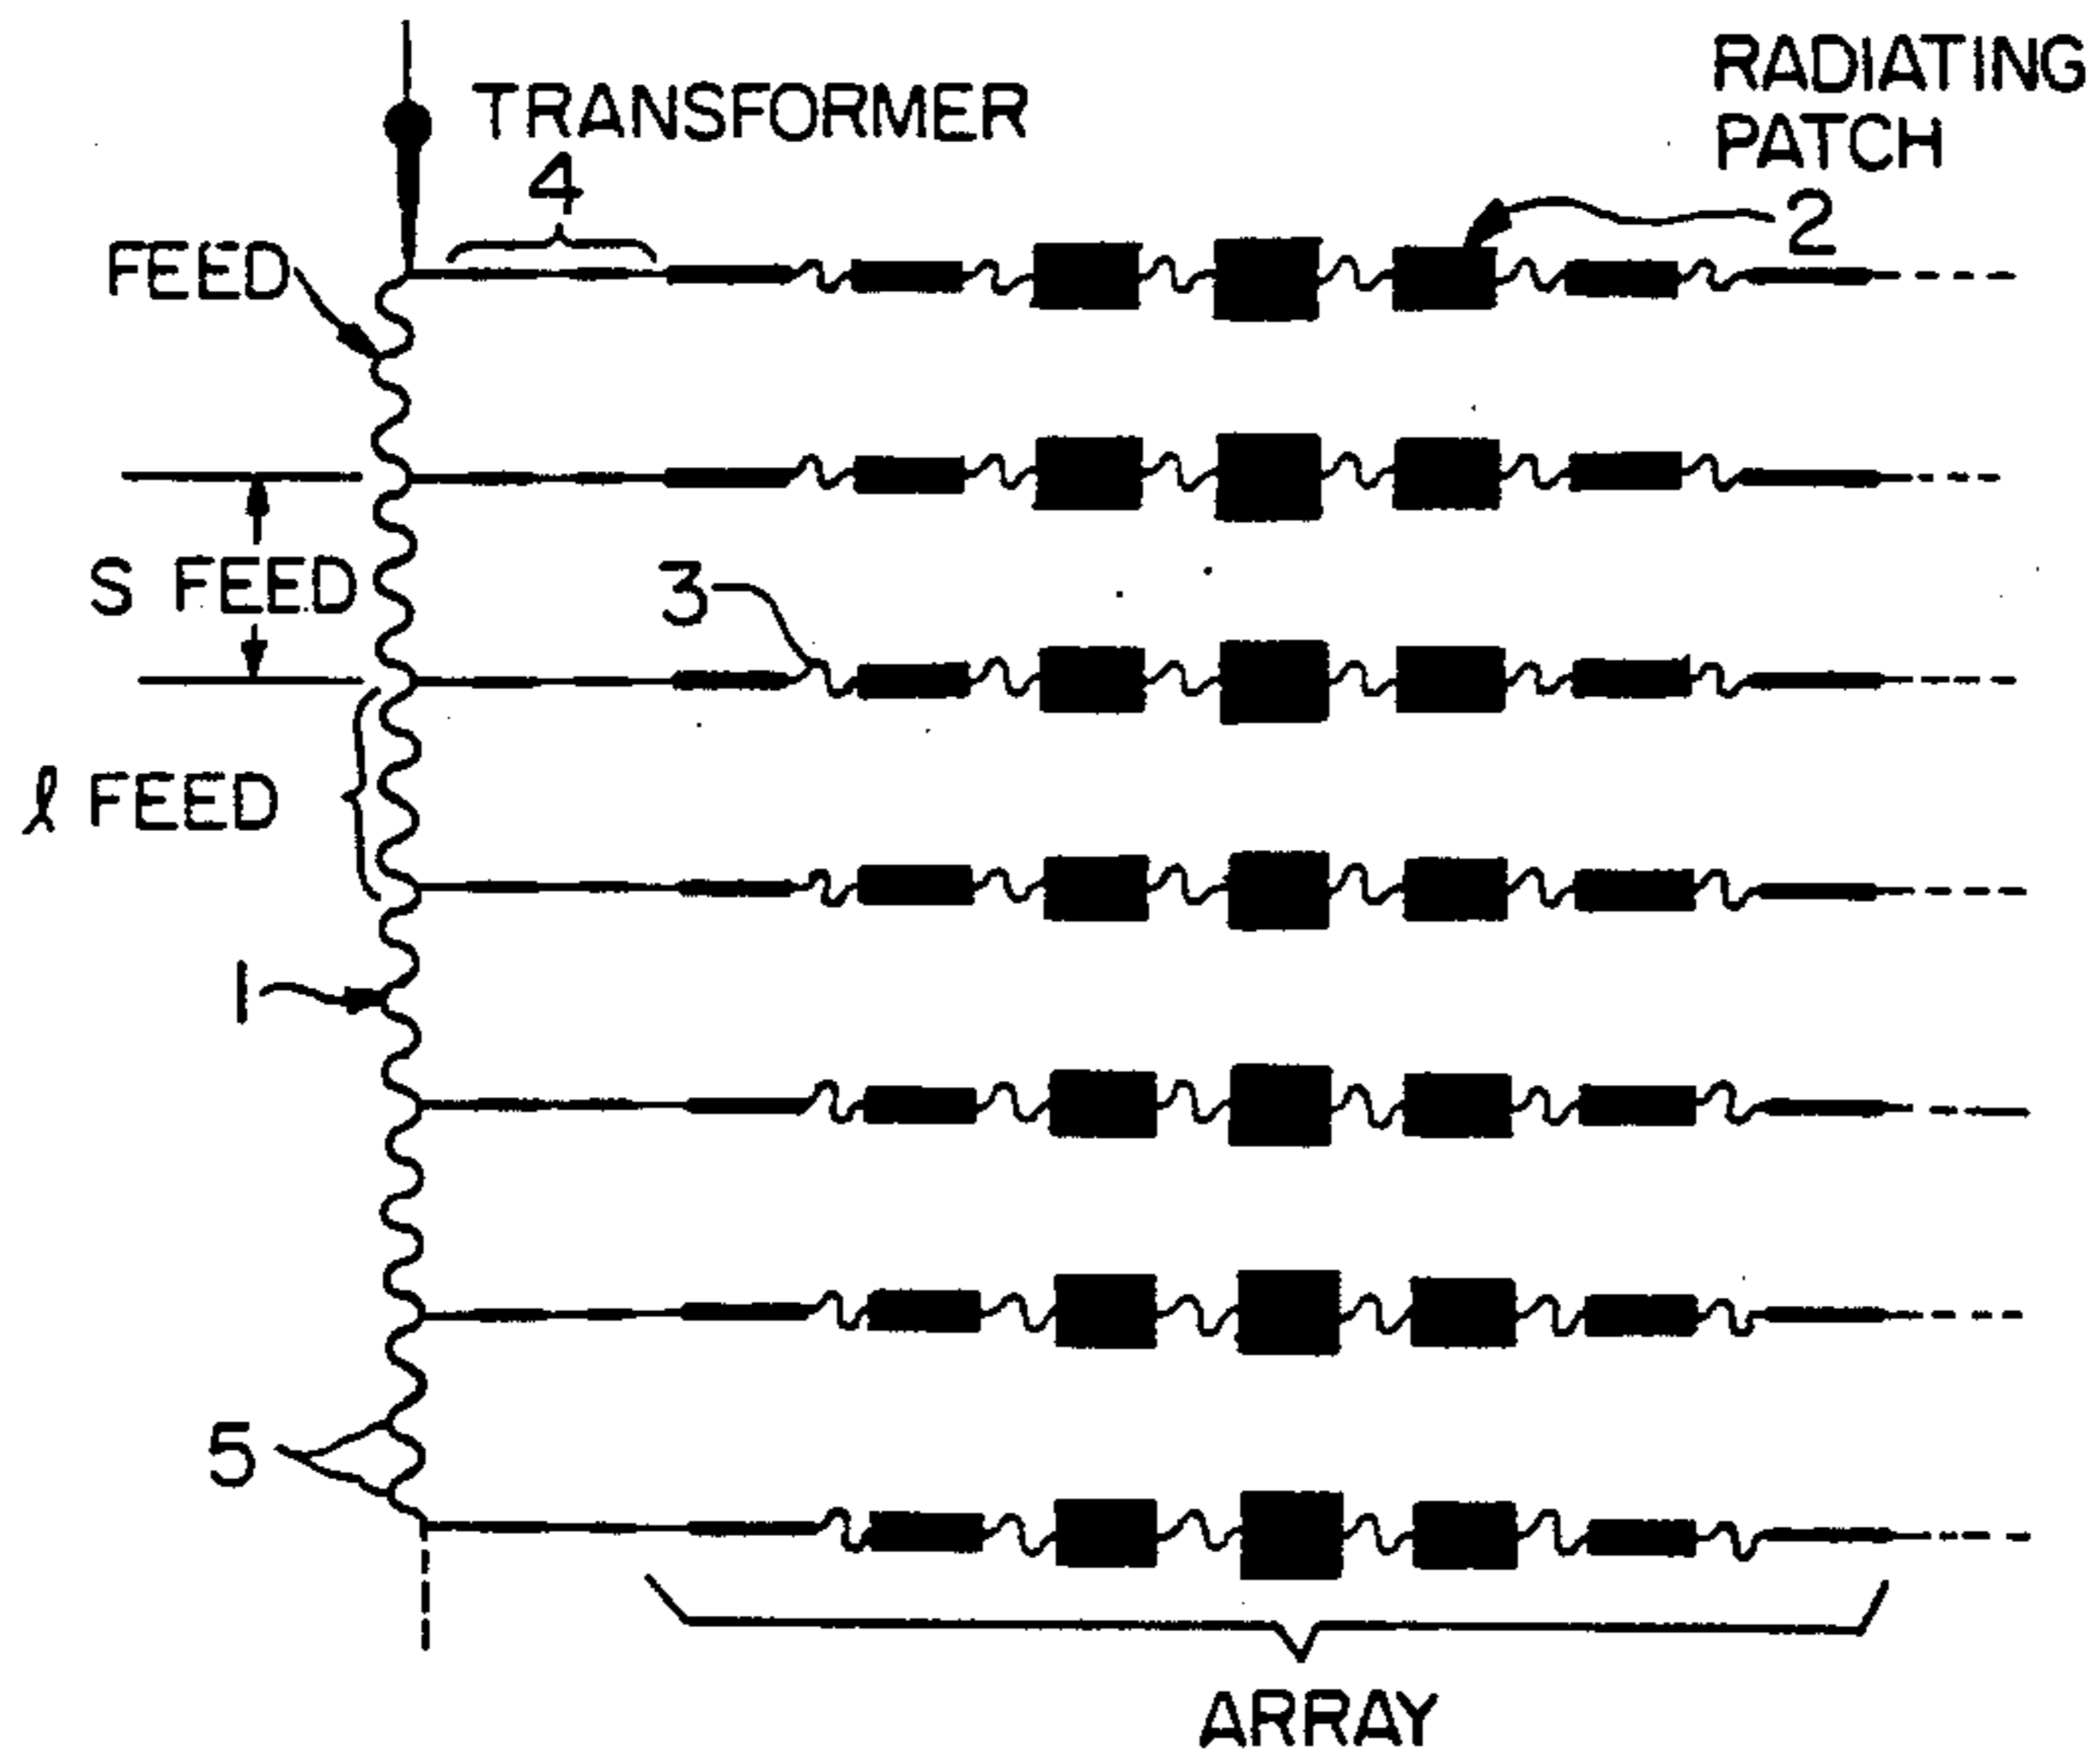 TRANSFORMER
4
RADIATING
PATCH
2
FEED
S FEED
3
ℓ FEED
1
5
ARRAY